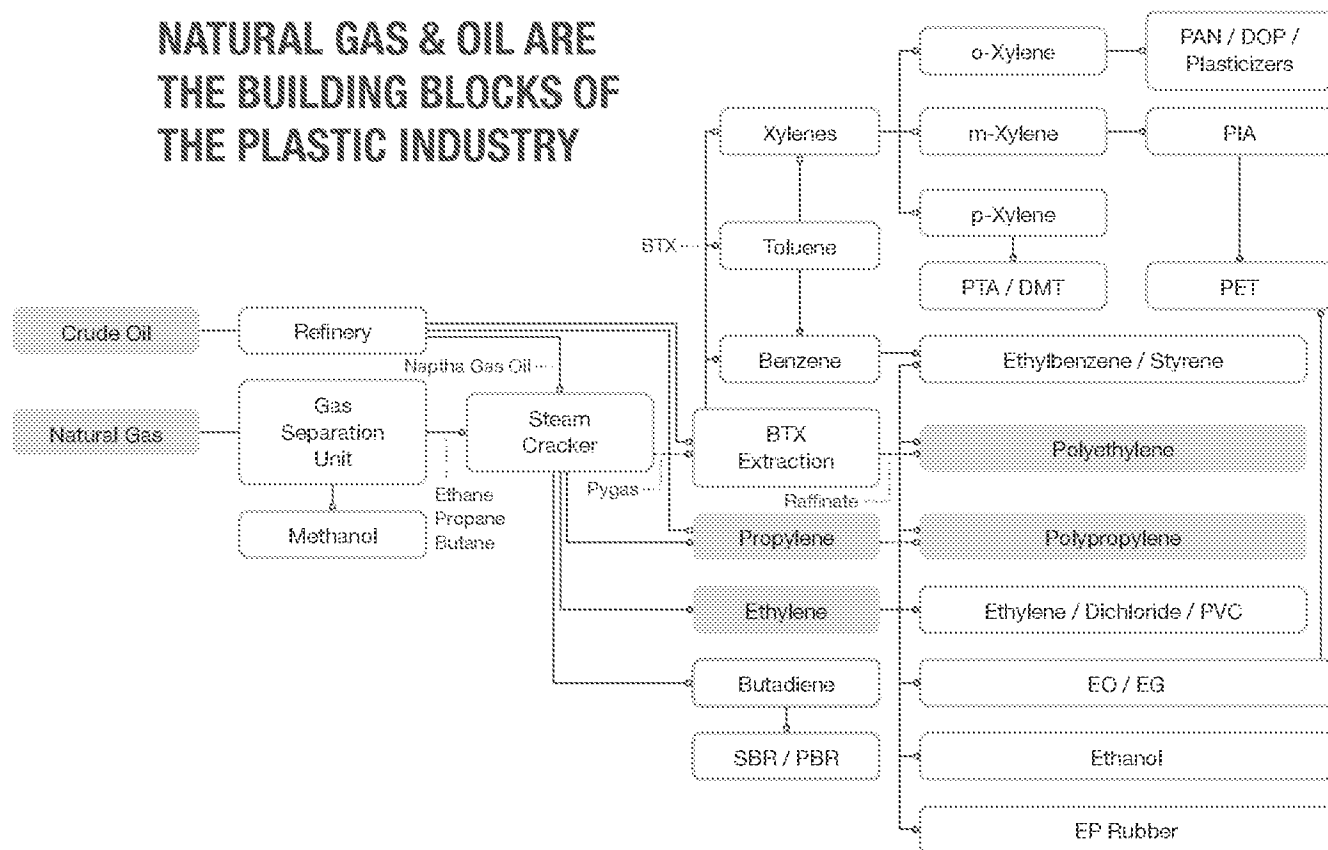 NATURAL GAS & OIL ARE
THE BUILDING BLOCKS OF
THE PLASTIC INDUSTRY
o-Xylene
PAN / DOP /
Plasticizers
Xylenes
m-Xylene
PIA
p-Xylene
BTX
Toluene
PTA / DMT
PET
Crude Oil
Refinery
Naptha Gas Oil
Benzene
Ethylbenzene / Styrene
Natural Gas
Gas
Separation
Unit
Steam
Cracker
BTX
Extraction
Polyethylene
Pygas
Raffinate
Ethane
Propane
Butane
Methanol
Propylene
Polypropylene
Ethylene
Ethylene / Dichloride / PVC
Butadiene
EO / EG
SBR / PBR
Ethanol
EP Rubber